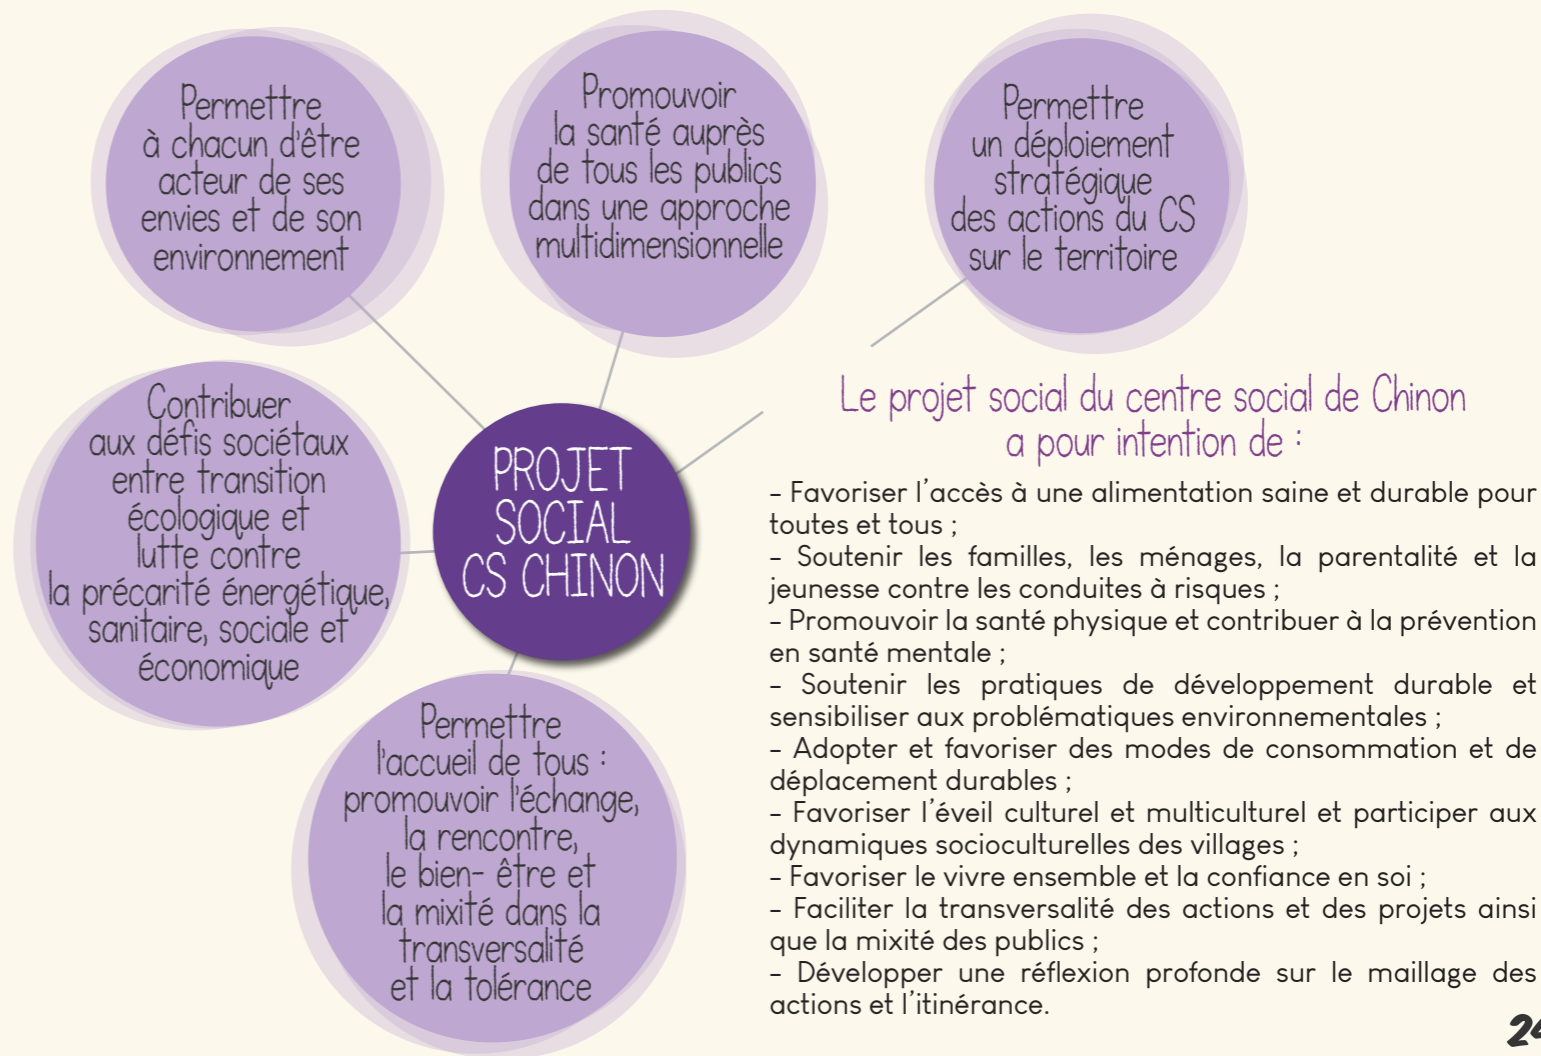 Permettre
à chacun d'être
acteur de ses
envies et de son
environnement
Promouvoir
la santé auprès
de tous les publics
dans une approche
multidimensionnelle
Permettre
un déploiement
stratégique
des actions du CS
sur le territoire
Contribuer
aux défis sociétaux
entre transition
écologique et
lutte contre
la précarité énergétique,
sanitaire, sociale et
économique
PROJET
SOCIAL
CS CHINON
Permettre
l'accueil de tous :
promouvoir l'échange,
la rencontre,
le bien- être et
la mixité dans la
transversalité
et la tolérance
Le projet social du centre social de Chinon
a pour intention de :
- Favoriser l'accès à une alimentation saine et durable pour
toutes et tous ;
- Soutenir les familles, les ménages, la parentalité et la
jeunesse contre les conduites à risques ;
- Promouvoir la santé physique et contribuer à la prévention
en santé mentale ;
- Soutenir les pratiques de développement durable et
sensibiliser aux problématiques environnementales ;
- Adopter et favoriser des modes de consommation et de
déplacement durables ;
- Favoriser l'éveil culturel et multiculturel et participer aux
dynamiques socioculturelles des villages ;
- Favoriser le vivre ensemble et la confiance en soi ;
- Faciliter la transversalité des actions et des projets ainsi
que la mixité des publics ;
- Développer une réflexion profonde sur le maillage des
actions et l'itinérance.
24